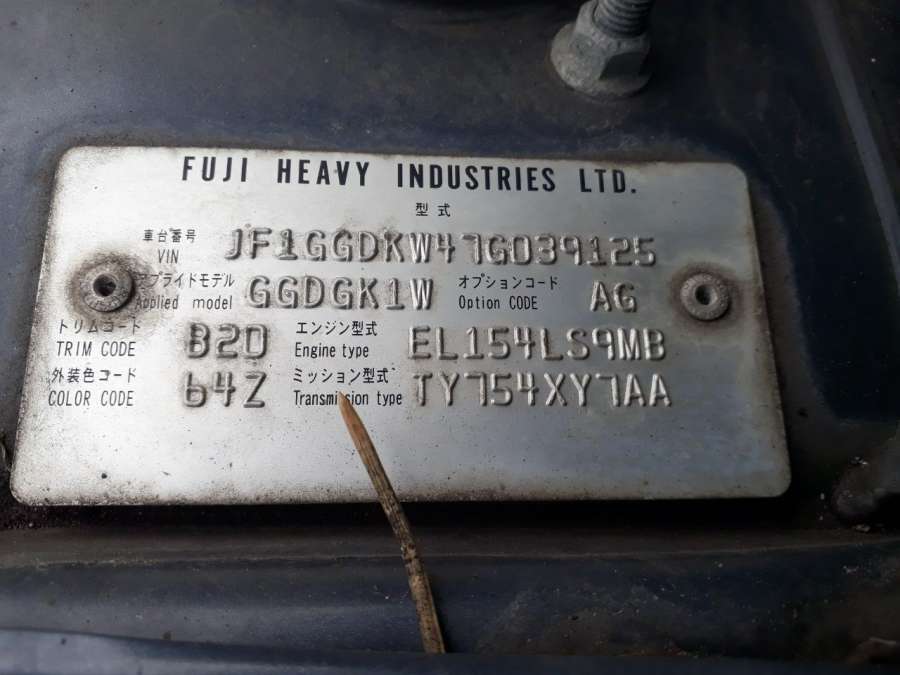 FUJI HEAVY INDUSTRIES LTD.
型式
車台番号
VIN JF1GGDKW47G039125
アプライドモデル
Applied model GGDGK1W オプションコード
Option CODE AG
トリムコード
TRIM CODE B20 エンジン型式
Engine type EL154LS9MB
外装色コード
COLOR CODE 64Z ミッション型式
Transmission type TY754XY7AA